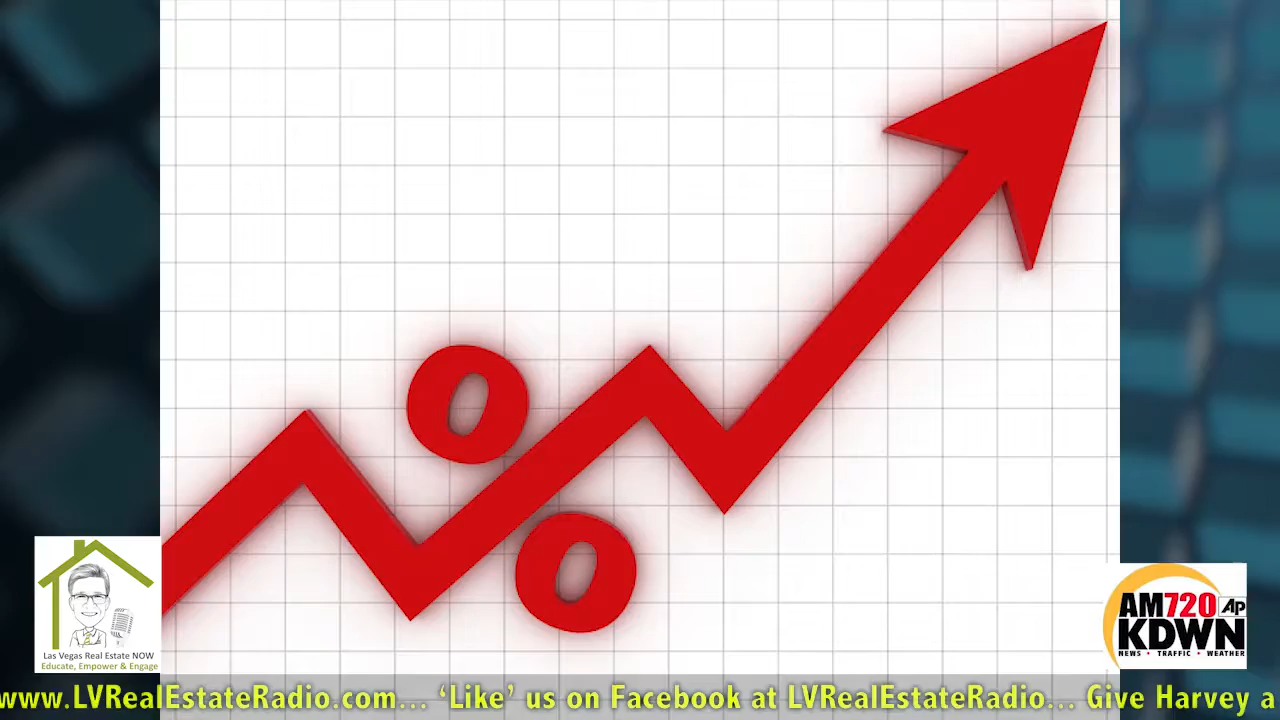 %
Las Vegas Real Estate NOW
Educate, Empower & Engage
AM720 AP
KDWN
NEWS • TRAFFIC • WEATHER
www.LVRealEstateRadio.com... ‘Like’ us on Facebook at LVRealEstateRadio... Give Harvey a